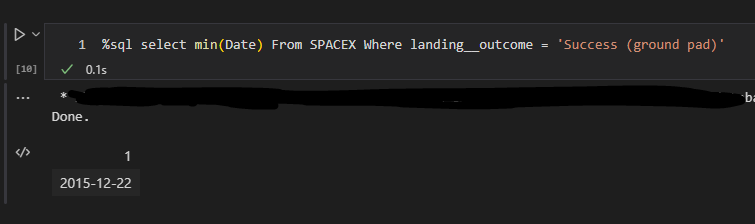 1 %sql select min(Date) From SPACEX Where landing__outcome = 'Success (ground pad)'
[10] 0.1s
... *
Done.
</> 1
2015-12-22